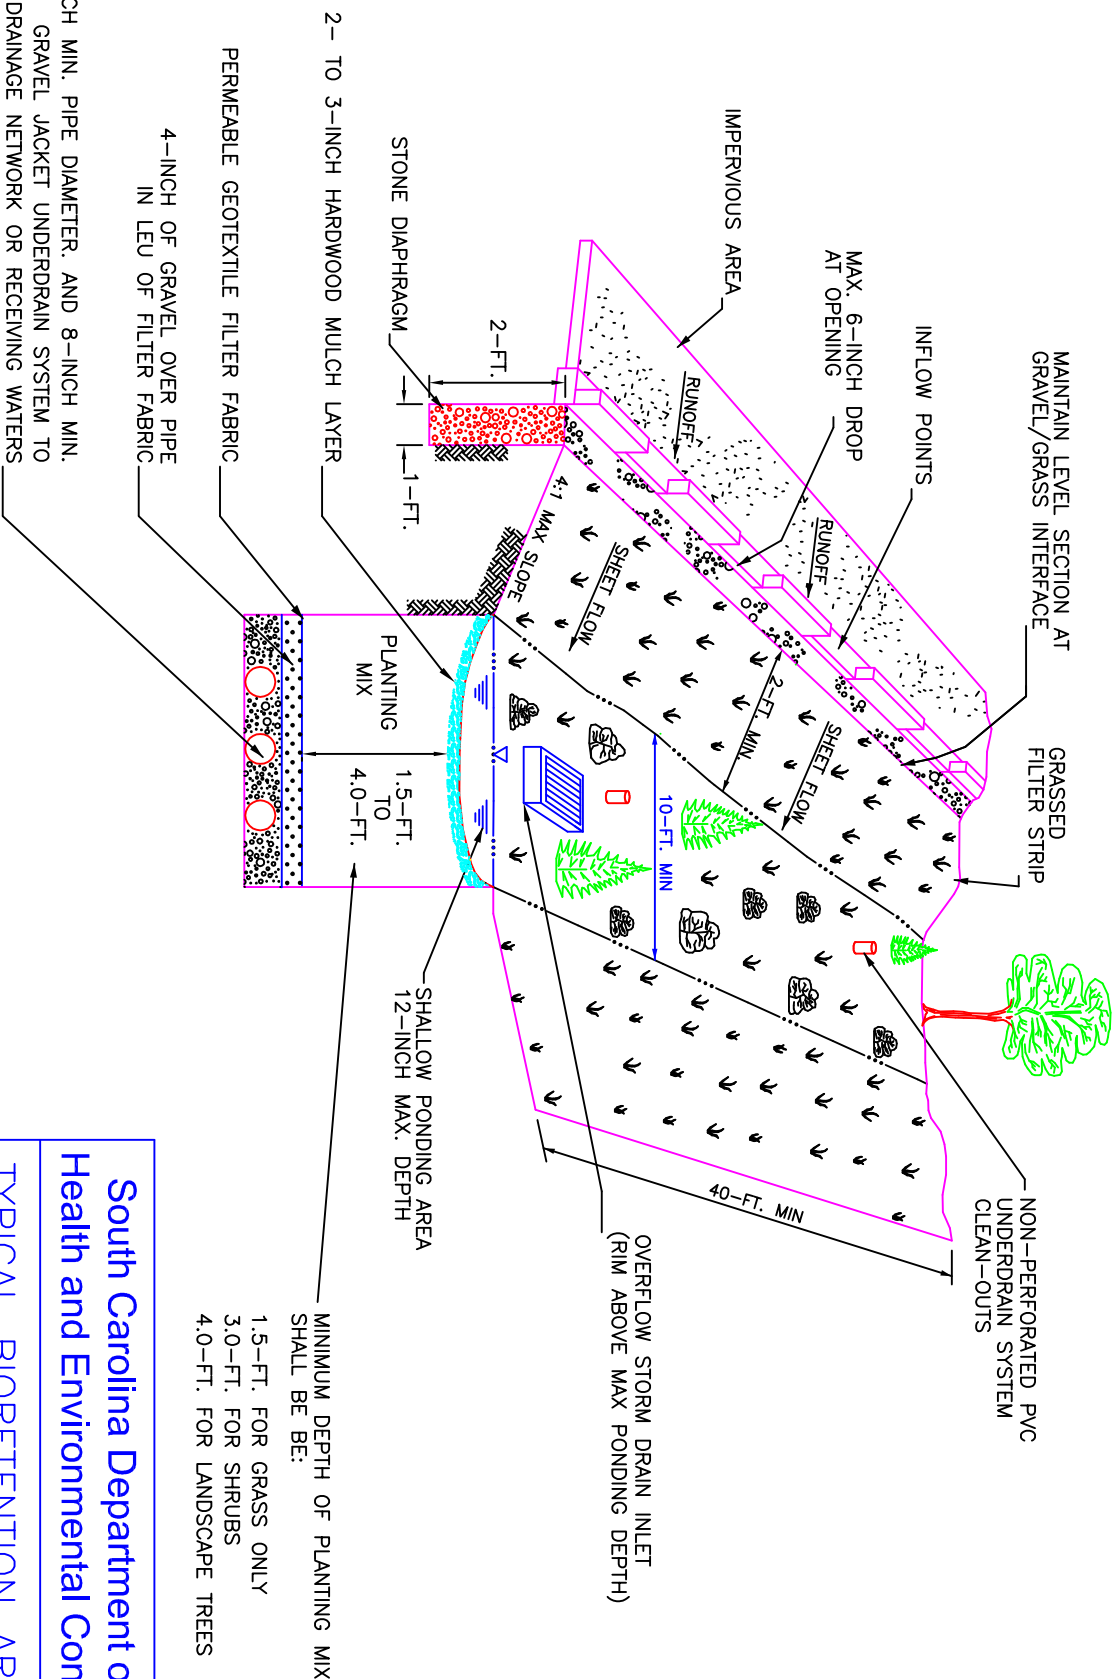 MAINTAIN LEVEL SECTION AT
GRAVEL/GRASS INTERFACE
GRASSED
FILTER STRIP
NON-PERFORATED PVC
UNDERDRAIN SYSTEM
CLEAN-OUTS
INFLOW POINTS
MAX. 6-INCH DROP
AT OPENING
IMPERVIOUS AREA
RUNOFF
RUNOFF
SHEET FLOW
SHEET FLOW
2-FT. MIN.
10-FT. MIN
40-FT. MIN
4:1 MAX SLOPE
2-FT.
1-FT.
STONE DIAPHRAGM
2- TO 3-INCH HARDWOOD MULCH LAYER
PERMEABLE GEOTEXTILE FILTER FABRIC
4-INCH OF GRAVEL OVER PIPE
IN LEU OF FILTER FABRIC
MIN. PIPE DIAMETER. AND 8-INCH MIN.
GRAVEL JACKET UNDERDRAIN SYSTEM TO
DRAINAGE NETWORK OR RECEIVING WATERS
PLANTING
MIX
1.5-FT.
TO
4.0-FT.
OVERFLOW STORM DRAIN INLET
(RIM ABOVE MAX PONDING DEPTH)
SHALLOW PONDING AREA
12-INCH MAX. DEPTH
MINIMUM DEPTH OF PLANTING MIX
SHALL BE BE:
1.5-FT. FOR GRASS ONLY
3.0-FT. FOR SHRUBS
4.0-FT. FOR LANDSCAPE TREES
South Carolina Department
Health and Environmental
TYPICAL BIORETENTION